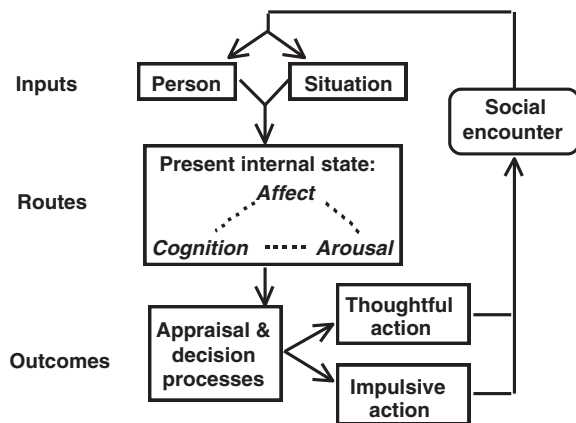 Inputs
Person
Situation
Social
encounter
Routes
Present internal state:
Affect
Cognition
Arousal
Outcomes
Appraisal &
decision
processes
Thoughtful
action
Impulsive
action